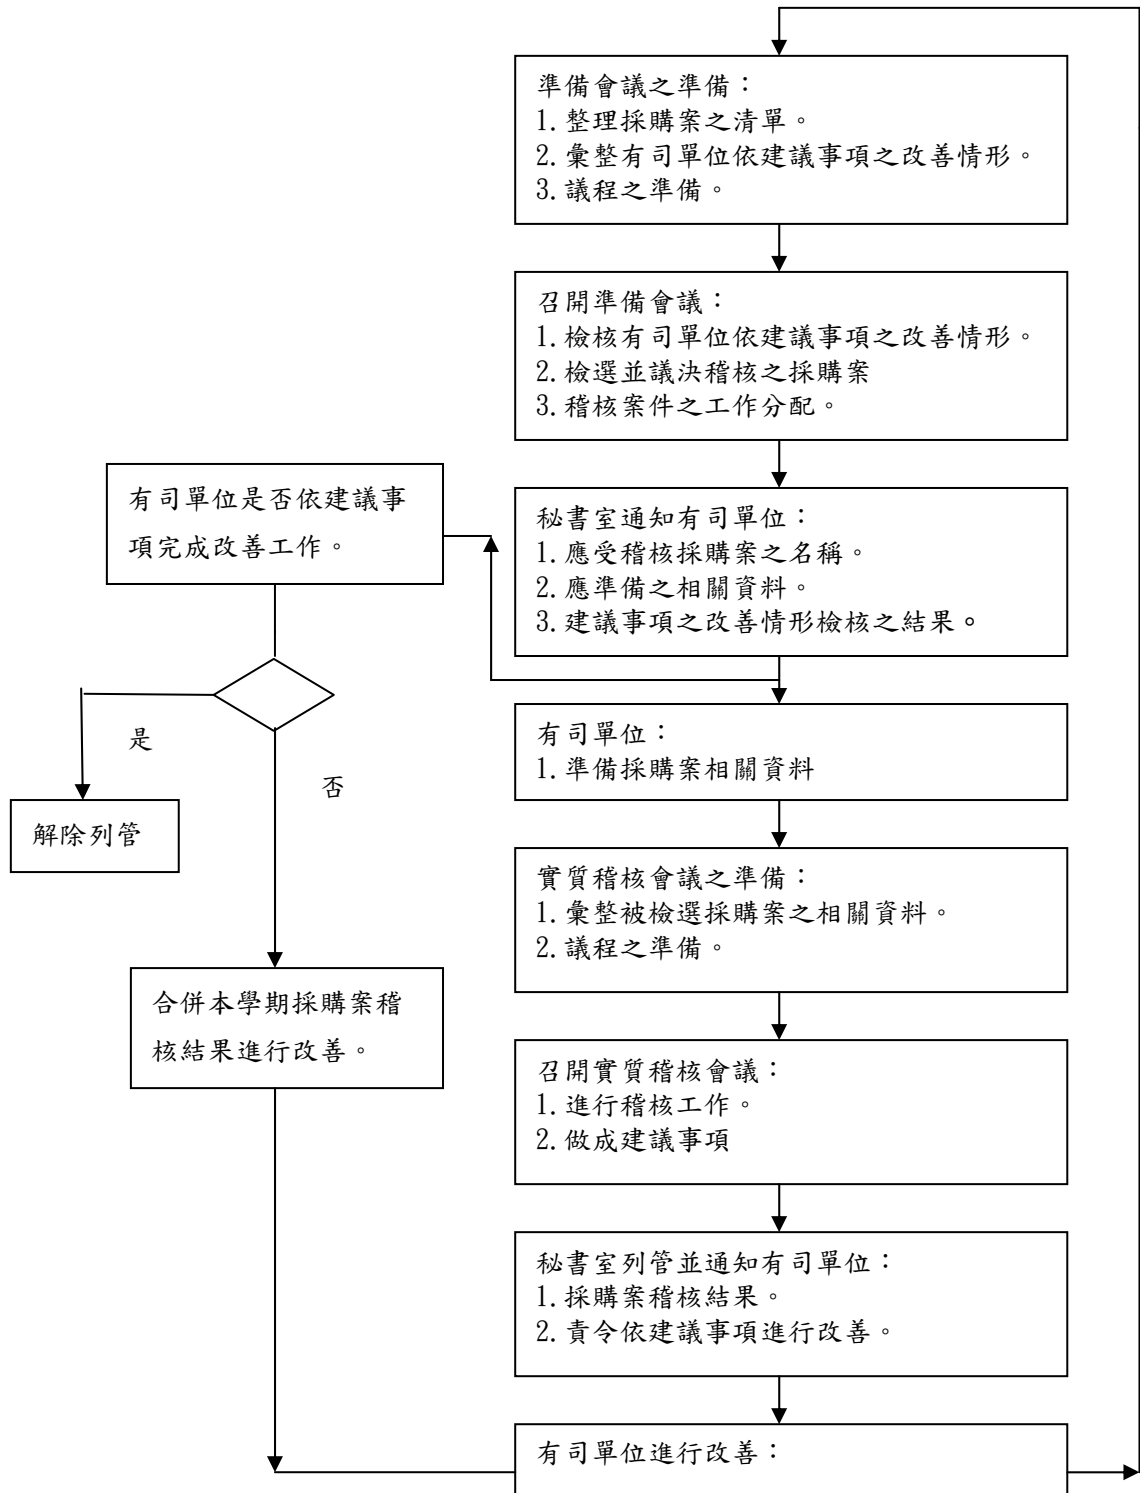 準備會議之準備：
1.整理採購案之清單。
2.彙整有司單位依建議事項之改善情形。
3.議程之準備。
召開準備會議：
1.檢核有司單位依建議事項之改善情形。
2.檢選並議決稽核之採購案
3.稽核案件之工作分配。
有司單位是否依建議事
項完成改善工作。
秘書室通知有司單位：
1.應受稽核採購案之名稱。
2.應準備之相關資料。
3.建議事項之改善情形檢核之結果。
是
否
解除列管
有司單位：
1.準備採購案相關資料
實質稽核會議之準備：
1.彙整被檢選採購案之相關資料。
2.議程之準備。
合併本學期採購案稽
核結果進行改善。
召開實質稽核會議：
1.進行稽核工作。
2.做成建議事項
秘書室列管並通知有司單位：
1.採購案稽核結果。
2.責令依建議事項進行改善。
有司單位進行改善：